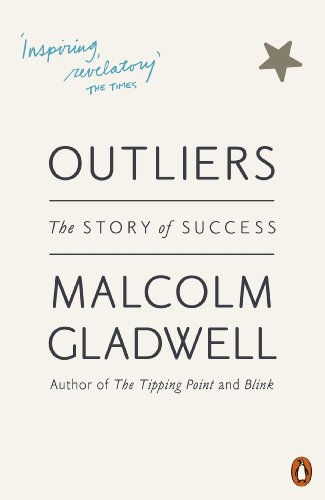 'Inspiring,
revelatory'
THE TIMES
OUTLIERS
The STORY of SUCCESS
MALCOLM
GLADWELL
Author of The Tipping Point and Blink